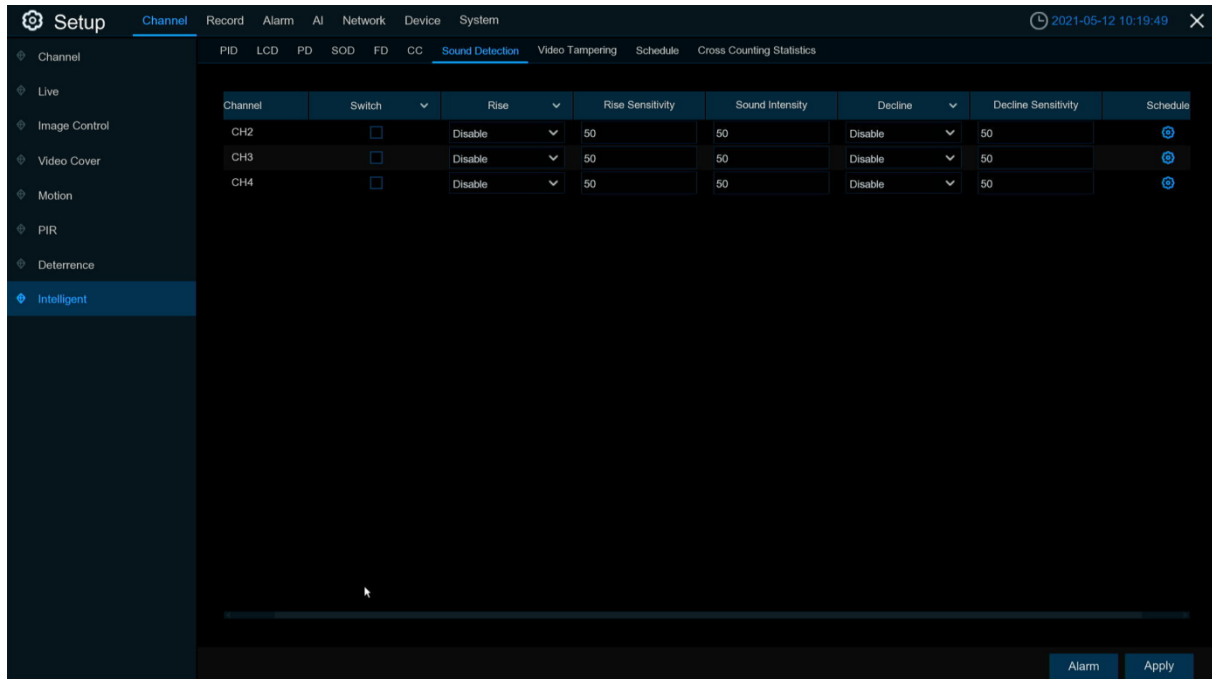 Setup Channel Record Alarm AI Network Device System 2021-05-12 10:19:49
PID LCD PD SOD FD CC Sound Detection Video Tampering Schedule Cross Counting Statistics
Channel
Live
Image Control
Video Cover
Motion
PIR
Deterrence
Intelligent
Channel Switch Rise Rise Sensitivity Sound Intensity Decline Decline Sensitivity Schedule
CH2 Disable 50 50 Disable 50
CH3 Disable 50 50 Disable 50
CH4 Disable 50 50 Disable 50
Alarm Apply